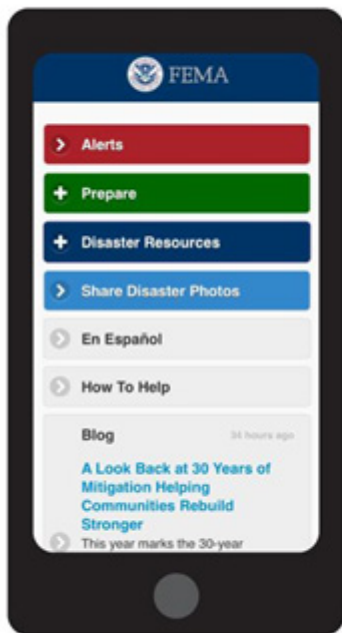 FEMA
Alerts
Prepare
Disaster Resources
Share Disaster Photos
En Español
How To Help
Blog 34 hours ago
A Look Back at 30 Years of
Mitigation Helping
Communities Rebuild
Stronger
This year marks the 30-year